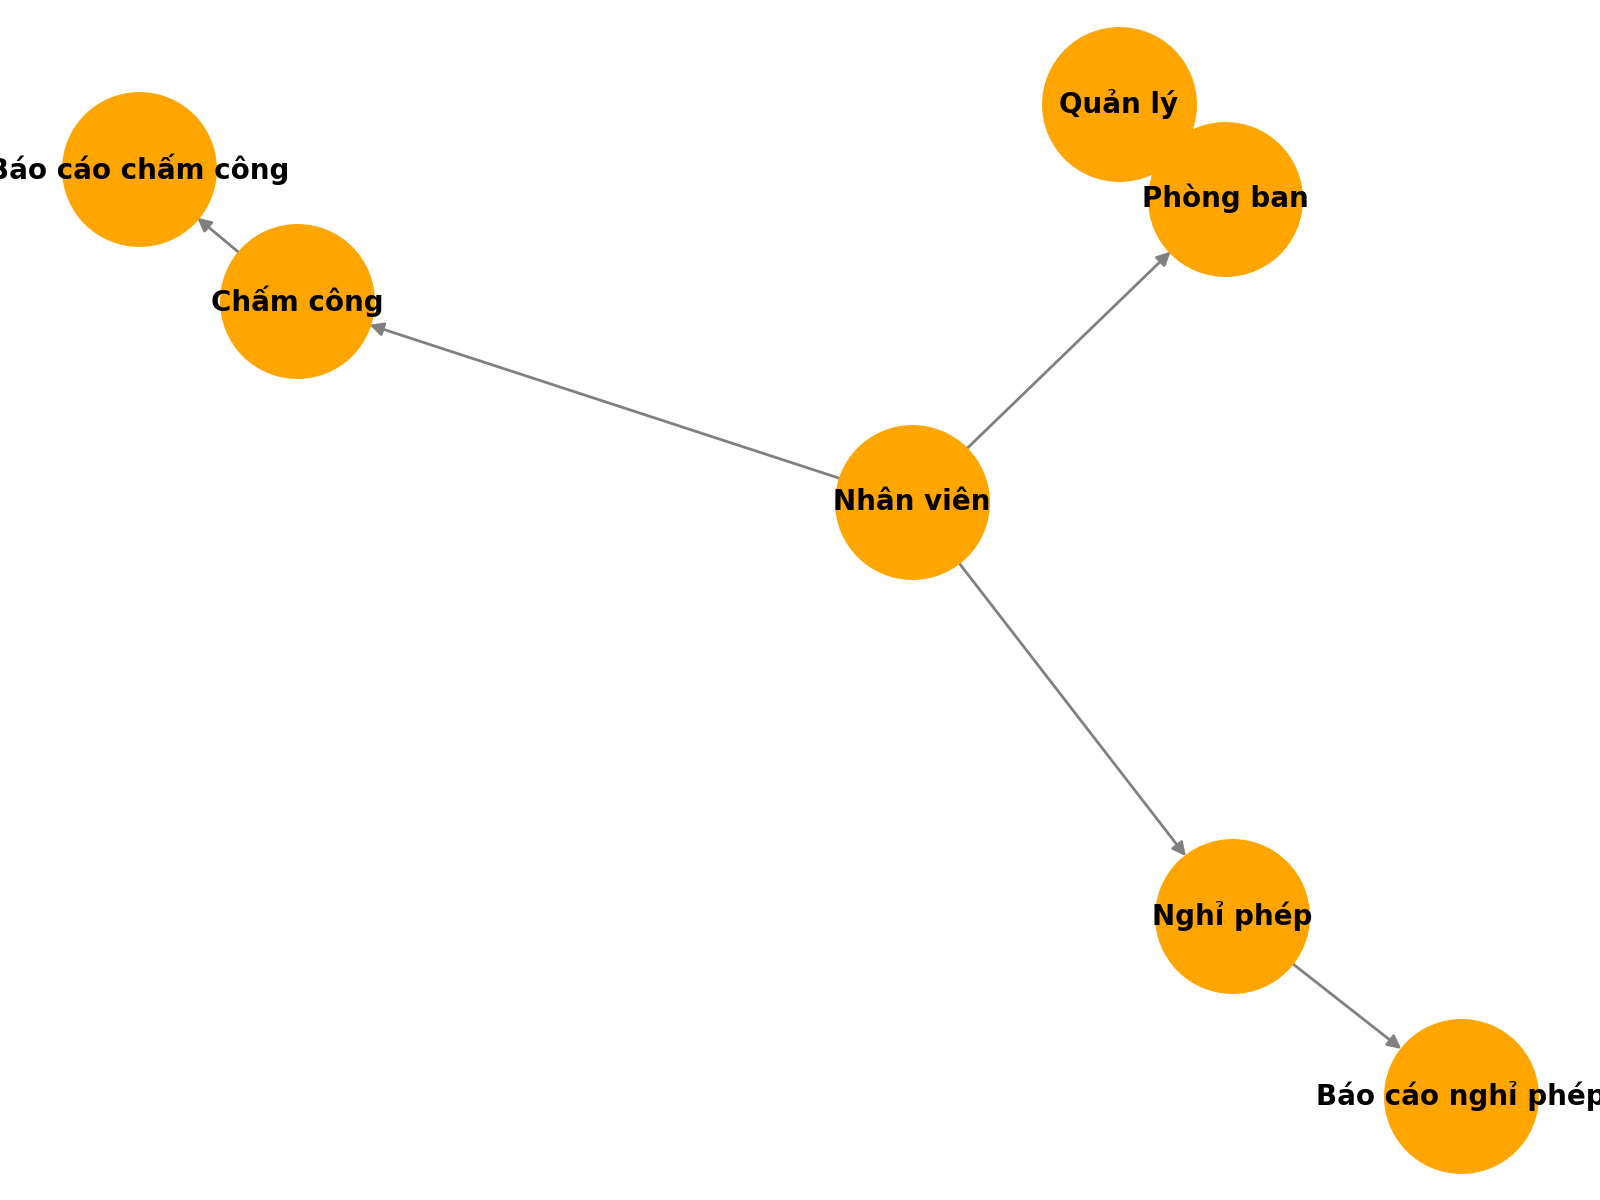 Quản lý
Báo cáo chấm công
Phòng ban
Chấm công
Nhân viên
Nghỉ phép
Báo cáo nghỉ phép